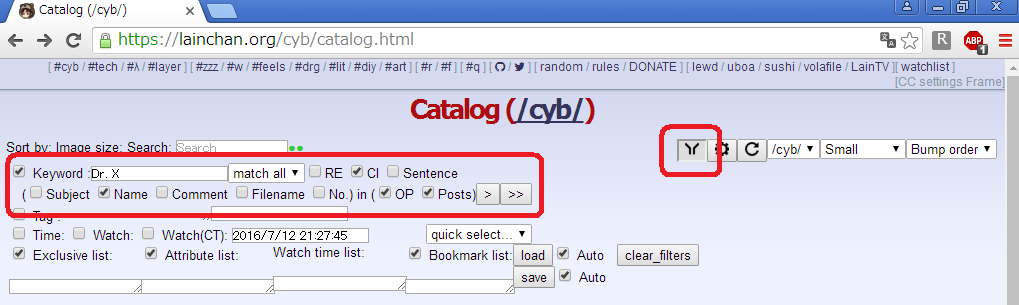 Catalog (/cyb/)
https://lainchan.org/cyb/catalog.html
R ABP 1
[ #cyb / #tech / #λ / #layer ] [ #zzz / #w / #feels / #drg / #lit / #diy / #art ] [ #r / #f ] [ #q ] [ / ] [ random / rules / DONATE ] [ lewd / uboa / sushi / volafile / LainTV ] [ watchlist ]
[CC settings Frame]
Catalog (/cyb/)
Sort by: Image size: Search: Search
/cyb/ Small Bump order
Keyword :Dr. X match all RE CI Sentence
( Subject Name Comment Filename No.) in ( OP Posts) > >>
Tag :
Time: Watch: Watch(CT): 2016/7/12 21:27:45 quick select...
Exclusive list: Attribute list: Watch time list: Bookmark list: load Auto clear_filters
save Auto